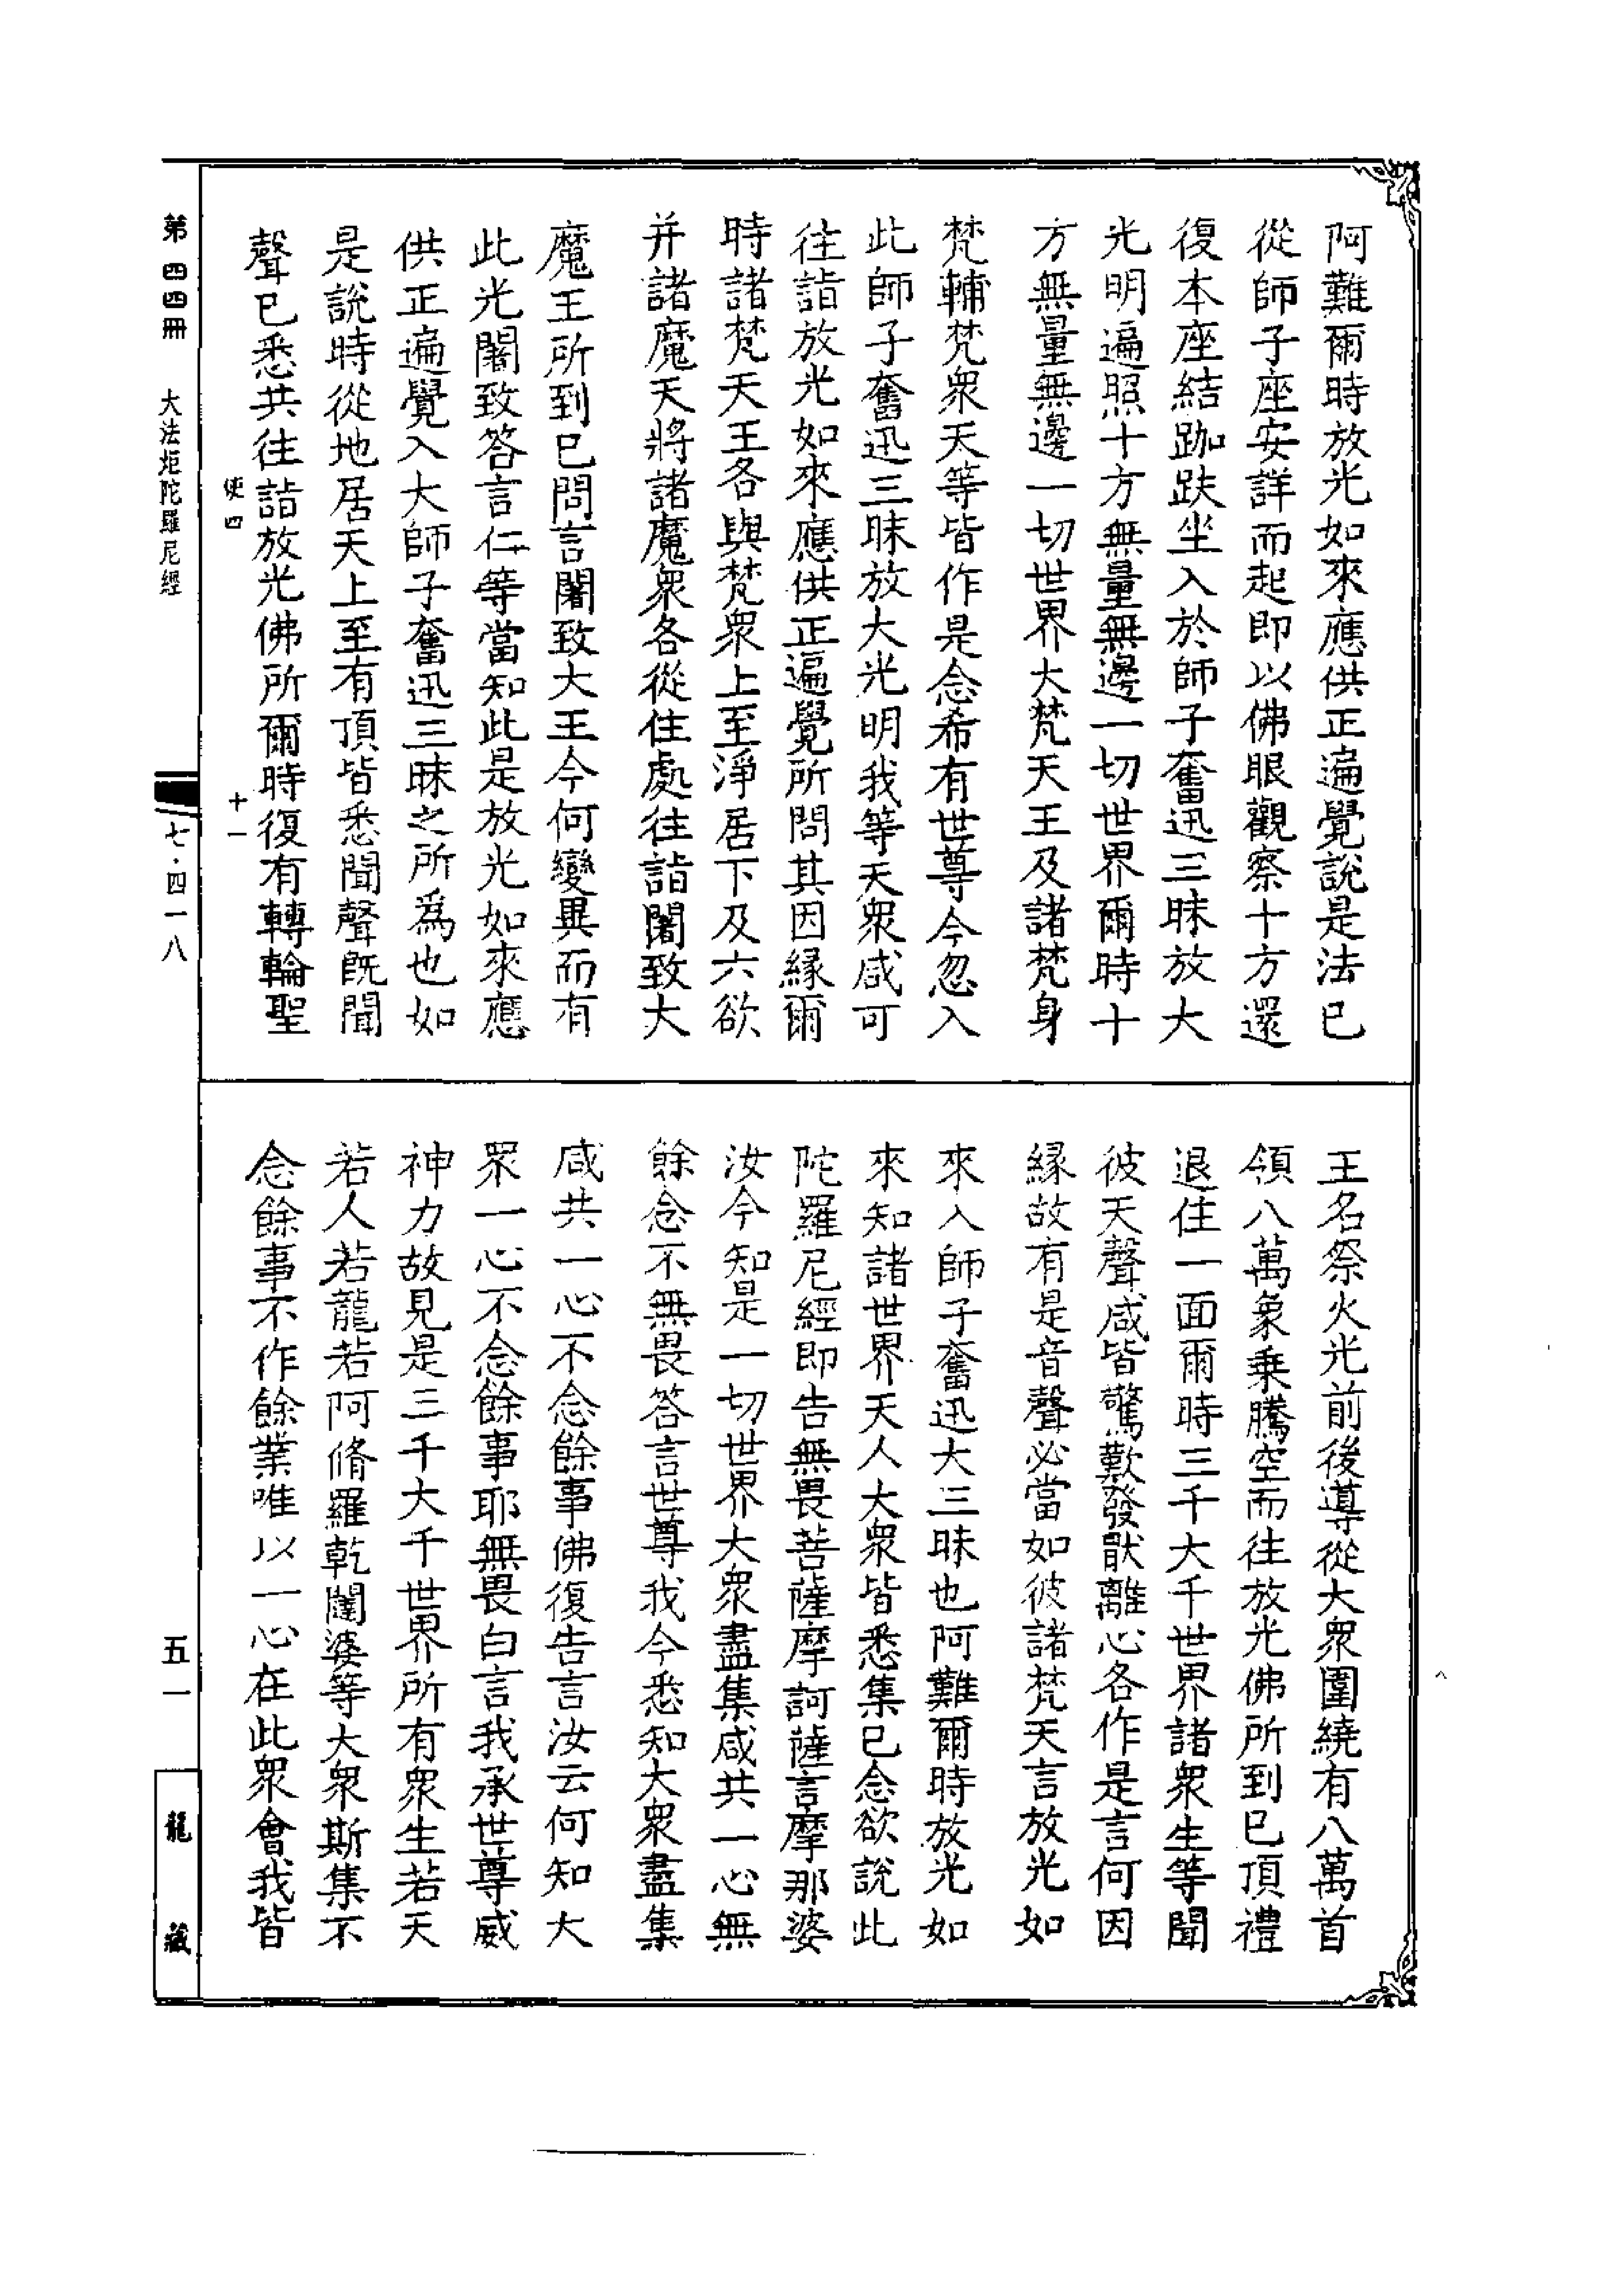 阿難爾時放光如來應供正遍覺說是法已
從師子座安詳而起即以佛眼觀察十方還
復本座結跏趺坐入於師子奮迅三昧放大
光明遍照十方無量無邊一切世界爾時十
方無量無邊一切世界大梵天王及諸梵身
梵輔梵衆天等皆作是念希有世尊今忽入
此師子奮迅三昧放大光明我等天衆咸可
往詣放光如來應供正遍覺所問其因緣爾
時諸梵天王各與梵衆上至淨居下及六欲
并諸魔天將諸魔衆各從住處往詣闍致大
魔王所到已問言闍致大王今何變異而有
此光闍致答言仁等當知此是放光如來應
供正遍覺入大師子奮迅三昧之所爲也如
是說時從地居天上至有頂皆悉聞聲旣聞
聲已悉共往詣放光佛所爾時復有轉輪聖
王名祭火光前後導從大衆圍繞有八萬首
領八萬象乘騰空而往放光佛所到已頂禮
退住一面爾時三千大千世界諸衆生等聞
彼天聲咸皆驚歎發猒離心各作是言何因
緣故有是音聲必當如彼諸梵天言放光如
來入師子奮迅大三昧也阿難爾時放光如
來知諸世界天人大衆皆悉集已念欲說此
陀羅尼經即告無畏菩薩摩訶薩言摩那婆
汝今知是一切世界大衆盡集咸共一心無
餘念不無畏答言世尊我今悉知大衆盡集
咸共一心不念餘事佛復告言汝云何知大
衆一心不念餘事耶無畏白言我承世尊威
神力故見是三千大千世界所有衆生若天
若人若龍若阿脩羅乾闥婆等大衆斯集不
念餘事不作餘業唯以一心在此衆會我皆
使四
十一
第四四冊 大法炬陀羅尼經
七·四一八
五一
龍藏